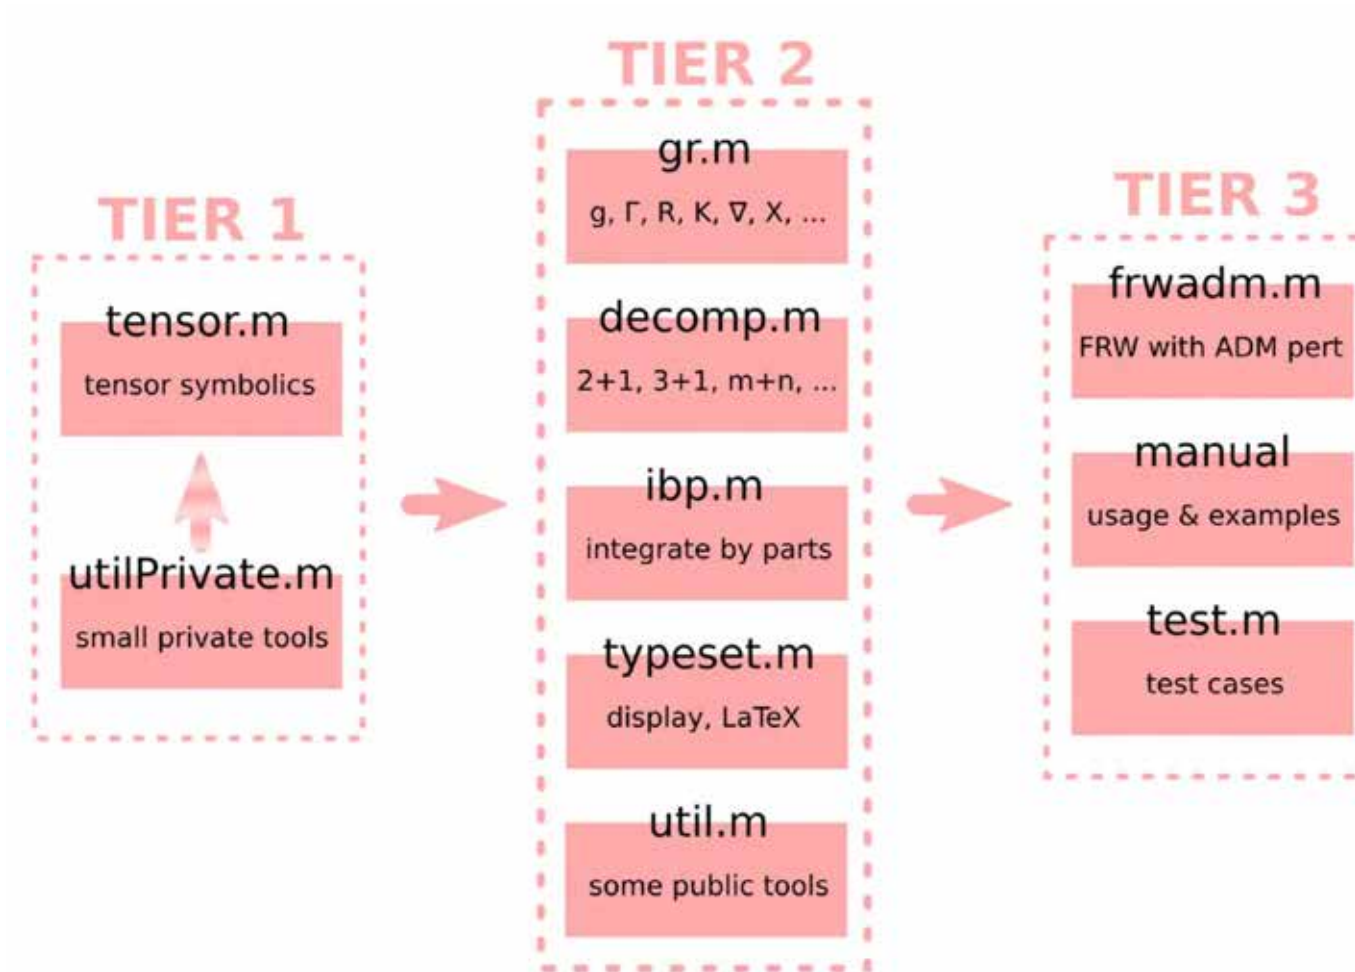 TIER 1
tensor.m
tensor symbolics
utilPrivate.m
small private tools
TIER 2
gr.m
g, Γ, R, K, ∇, X, ...
decomp.m
2+1, 3+1, m+n, ...
ibp.m
integrate by parts
typeset.m
display, LaTeX
util.m
some public tools
TIER 3
frwadm.m
FRW with ADM pert
manual
usage & examples
test.m
test cases